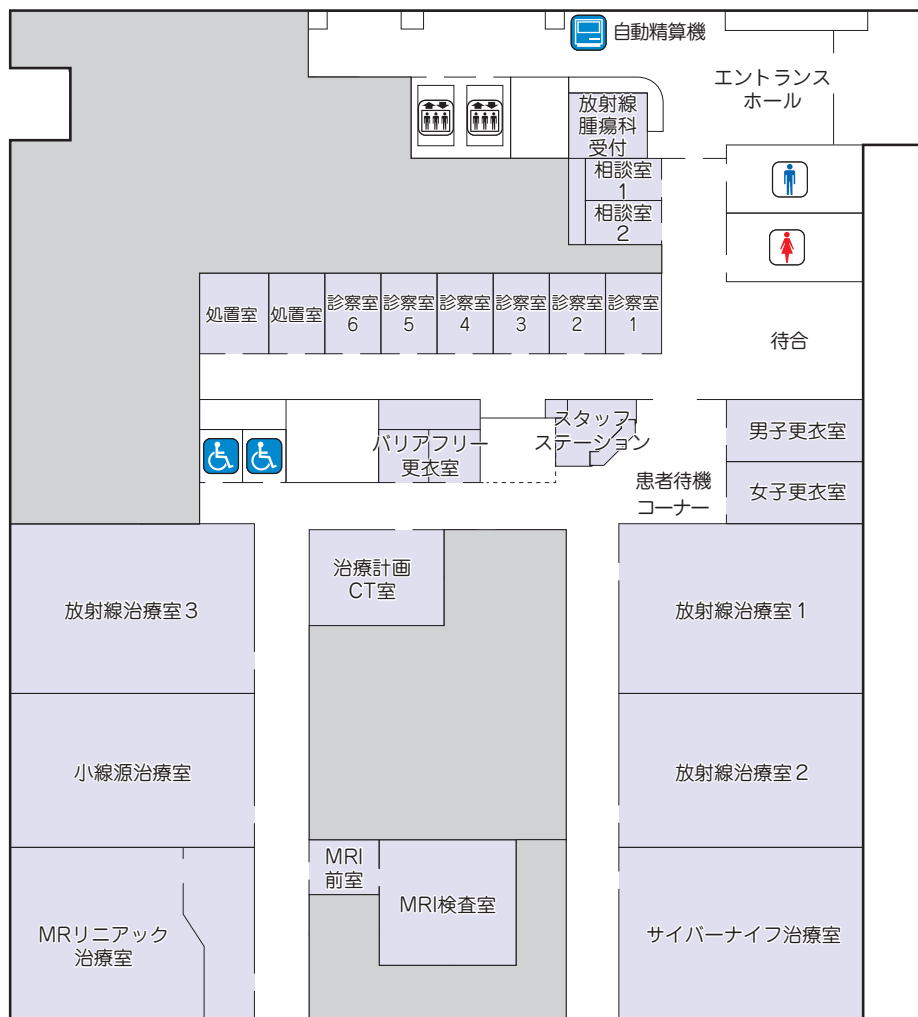 自動精算機
エントランス
ホール
放射線
腫瘍科
受付
相談室
1
相談室
2
処置室
処置室
診察室
6
診察室
5
診察室
4
診察室
3
診察室
2
診察室
1
待合
バリアフリー
更衣室
スタッフ
ステーション
男子更衣室
患者待機
コーナー
女子更衣室
放射線治療室3
治療計画
CT室
放射線治療室1
小線源治療室
放射線治療室2
MRI
前室
MRI検査室
MRリニアック
治療室
サイバーナイフ治療室